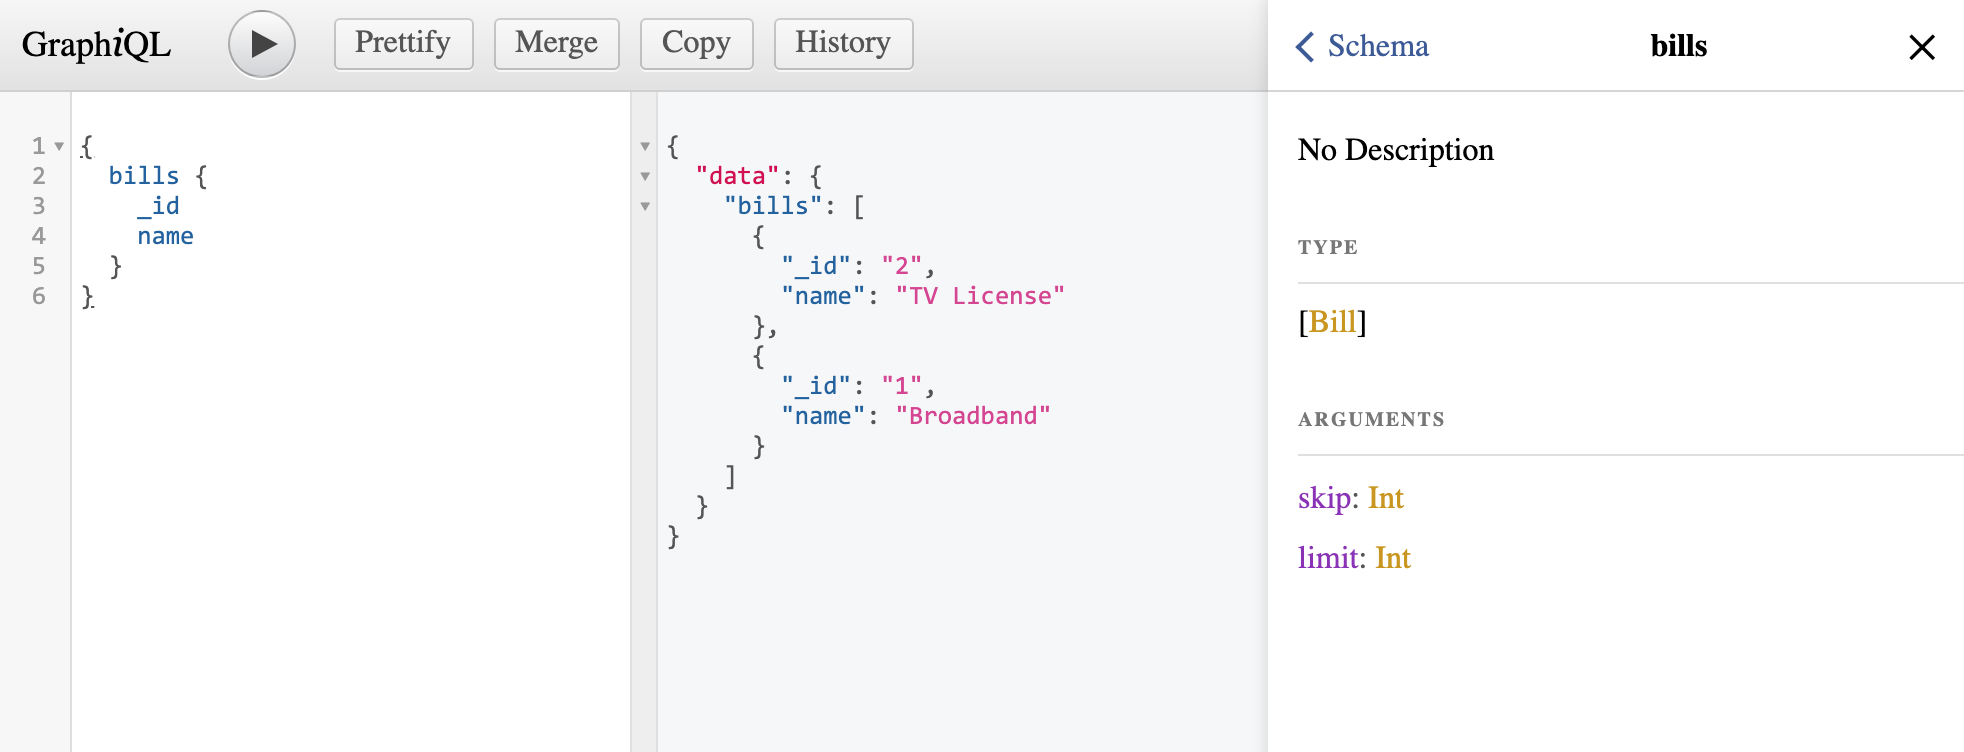 GraphiQL
Prettify
Merge
Copy
History
1 {
2   bills {
3     _id
4     name
5   }
6 }
{
  "data": {
    "bills": [
      {
        "_id": "2",
        "name": "TV License"
      },
      {
        "_id": "1",
        "name": "Broadband"
      }
    ]
  }
}
Schema
bills
No Description
TYPE
[Bill]
ARGUMENTS
skip: Int
limit: Int